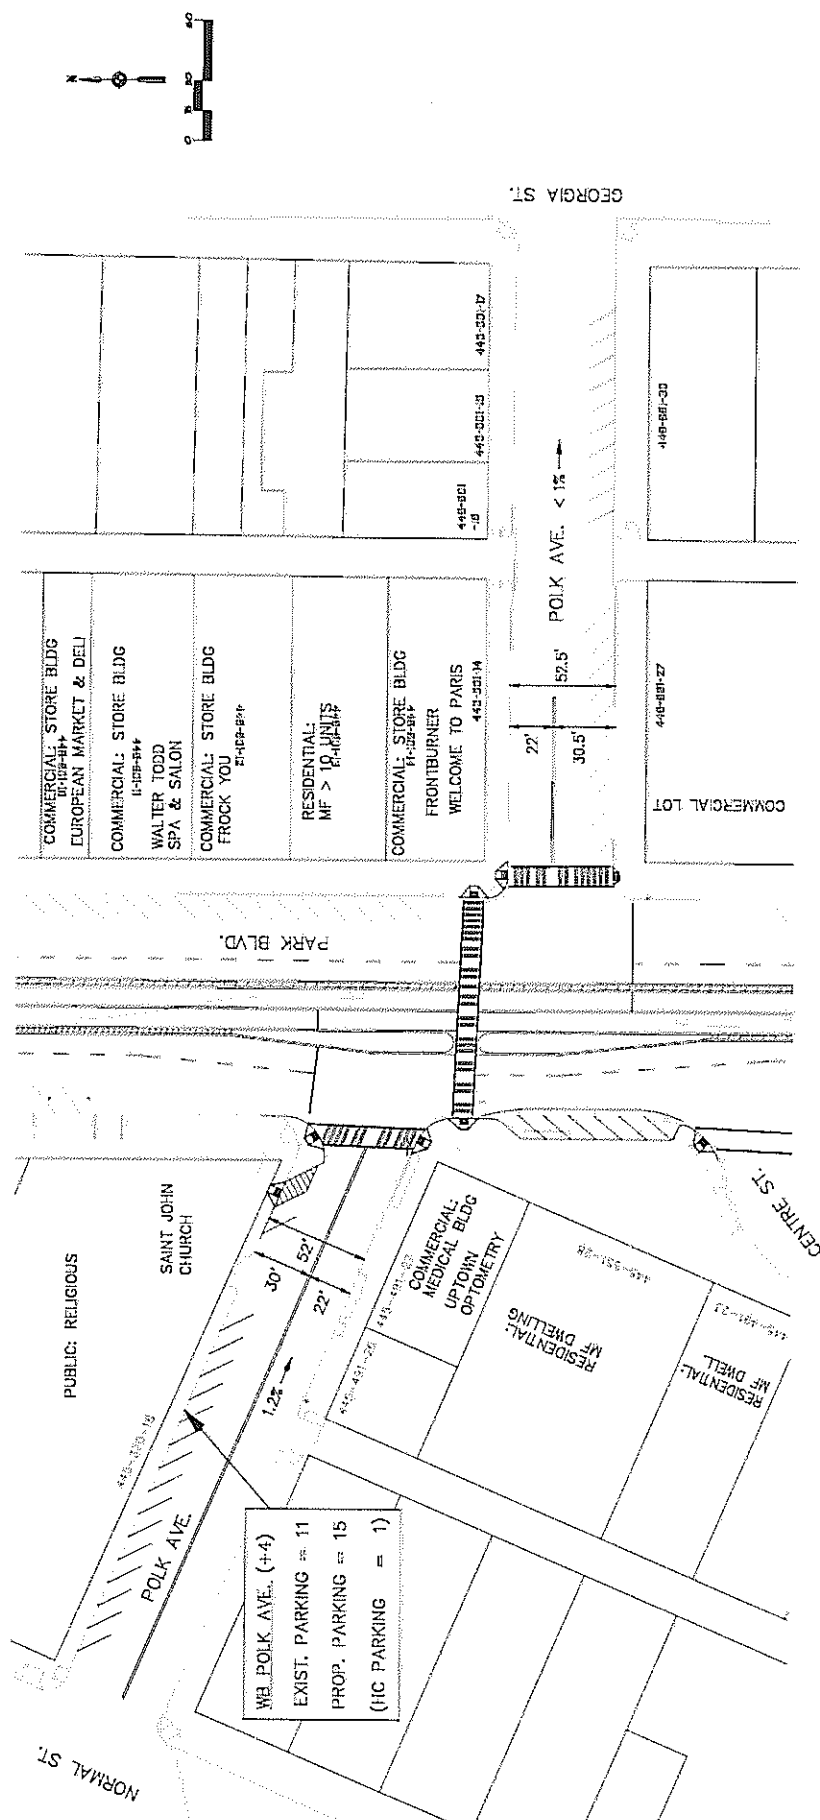 N
0
GEORGIA ST.
COMMERCIAL: STORE BLDG
EUROPEAN MARKET & DELI
COMMERCIAL: STORE BLDG
WALTER TODD
SPA & SALON
COMMERCIAL: STORE BLDG
FROCK YOU
RESIDENTIAL:
MF > 10 UNITS
COMMERCIAL: STORE BLDG
FRONTBURNER
WELCOME TO PARIS
POLK AVE. < 1%
22'
30.5'
52.5'
COMMERCIAL LOT
PARK BLVD.
PUBLIC: RELIGIOUS
SAINT JOHN
CHURCH
30'
52'
22'
1.2%
POLK AVE.
COMMERCIAL:
MEDICAL BLDG
UPTOWN
OPTOMETRY
RESIDENTIAL:
MF DWELLING
RESIDENTIAL:
MF DWELL
CENTRE ST.
WB POLK AVE. (+4)
EXIST. PARKING = 11
PROP. PARKING = 15
(HC PARKING = 1)
NORMAL ST.